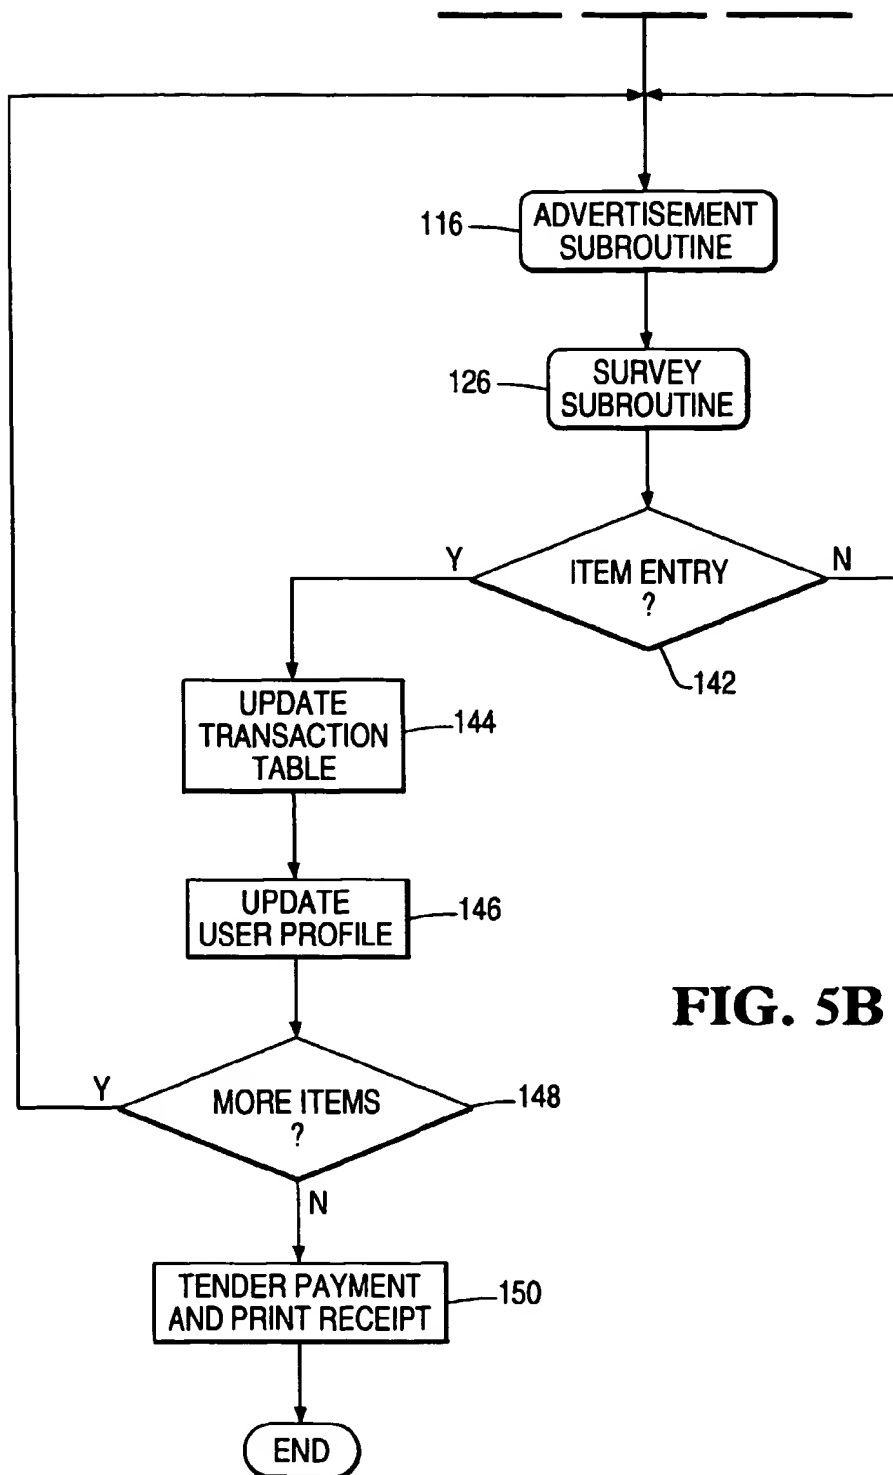 116
ADVERTISEMENT
SUBROUTINE
126
SURVEY
SUBROUTINE
Y
ITEM ENTRY
?
N
142
UPDATE
TRANSACTION
TABLE
144
UPDATE
USER PROFILE
146
FIG. 5B
Y
MORE ITEMS
?
148
N
TENDER PAYMENT
AND PRINT RECEIPT
150
END